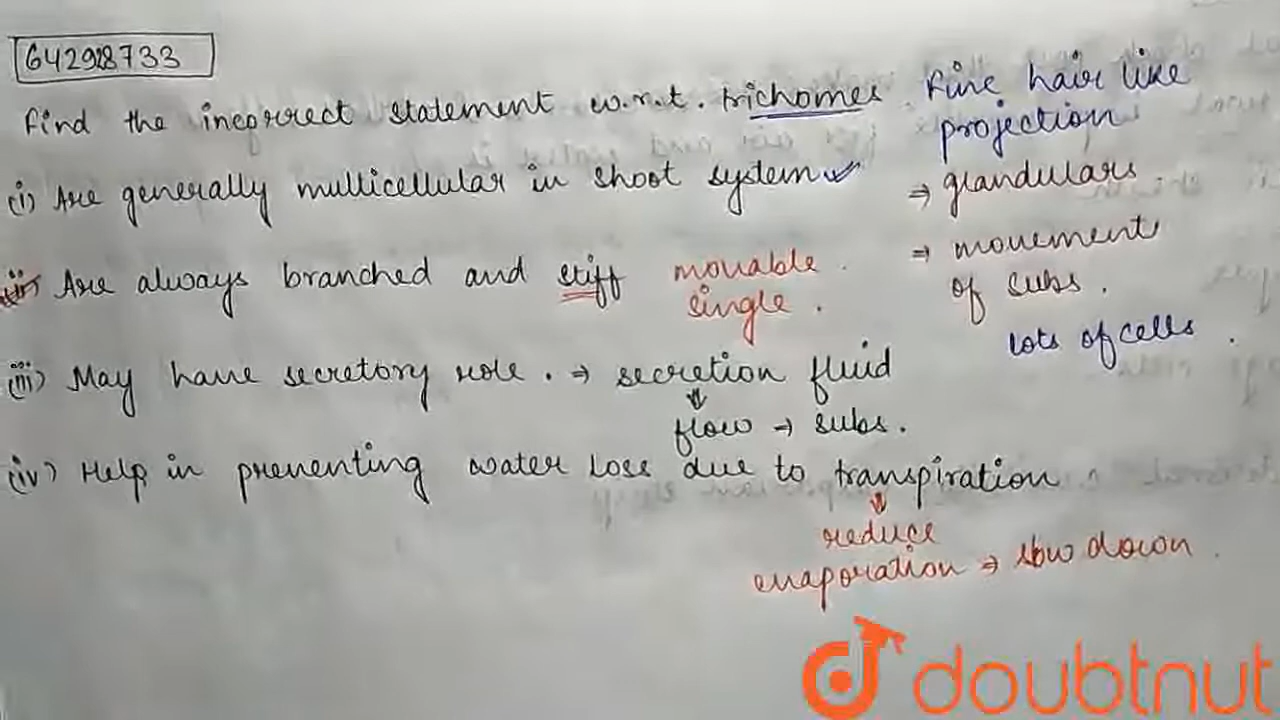 642928733
Find the incorrect statement w.r.t. trichomes. Fine hair like
projection
(i) Are generally multicellular in shoot system ✓ ⇒ glandulars.
(ii) Are always branched and stiff movable. ⇒ movements
single. of subs.
lots of cells.
(iii) May have secretory role. ⇒ secretion fluid
flow → subs.
(iv) Help in preventing water loss due to transpiration.
reduce
evaporation ⇒ slow down.
doubtnut